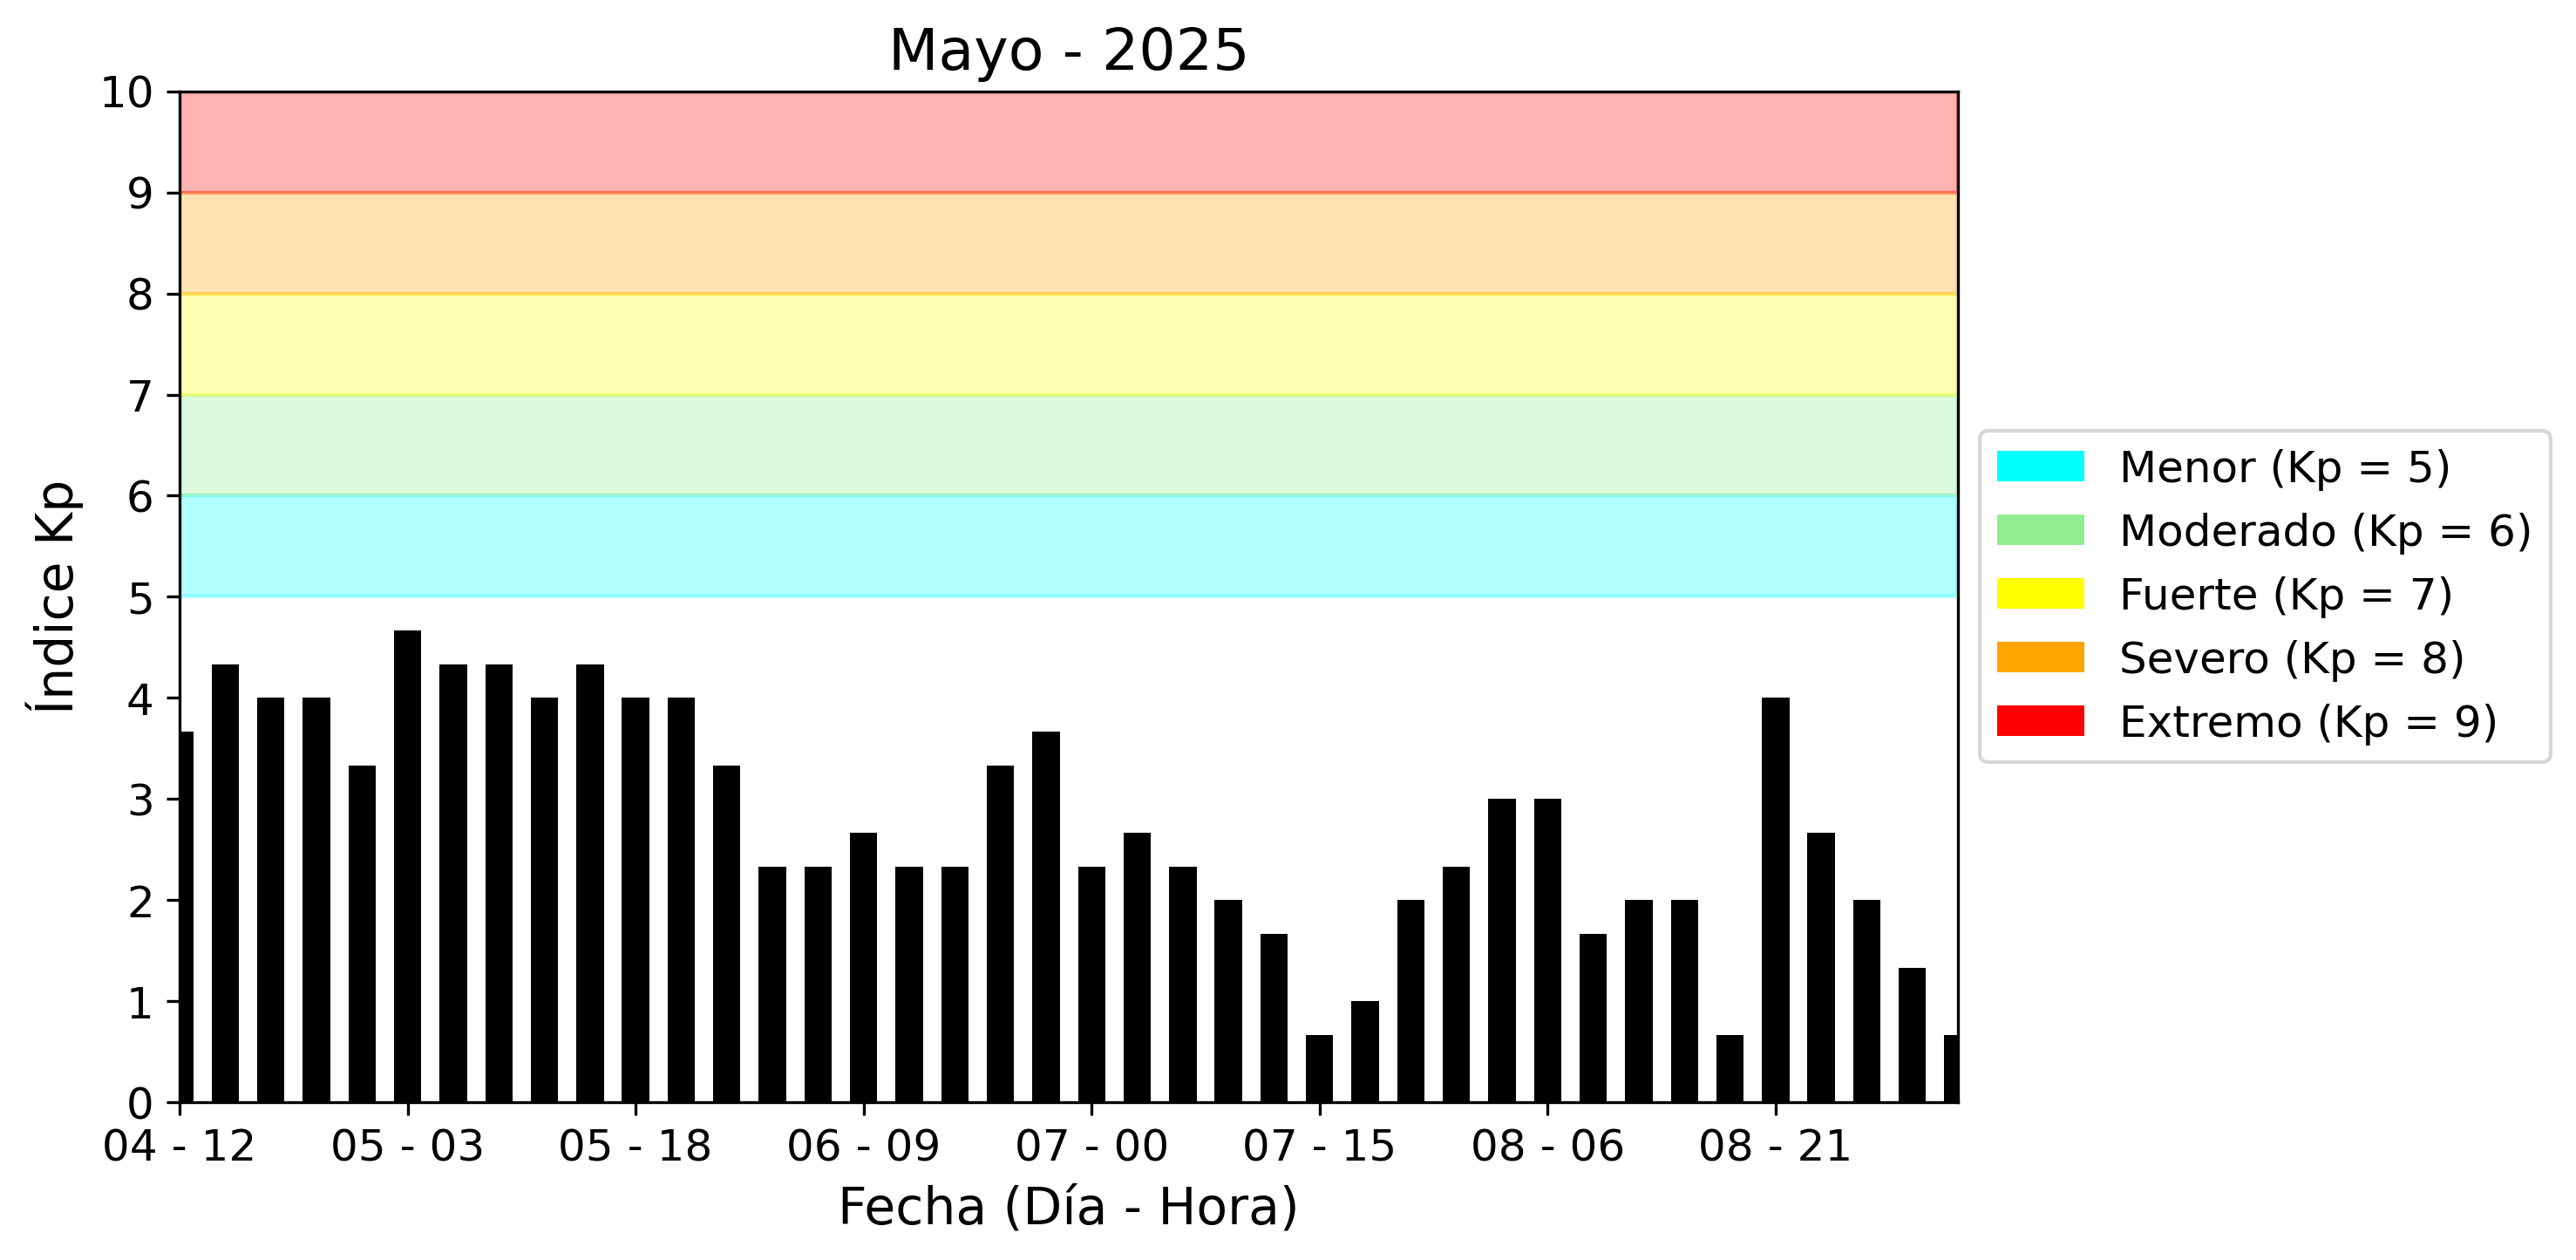 Mayo - 2025
10
9
8
7
6
5
4
3
2
1
0
Índice Kp
04 - 12
05 - 03
05 - 18
06 - 09
07 - 00
07 - 15
08 - 06
08 - 21
Fecha (Día - Hora)
Menor (Kp = 5)
Moderado (Kp = 6)
Fuerte (Kp = 7)
Severo (Kp = 8)
Extremo (Kp = 9)